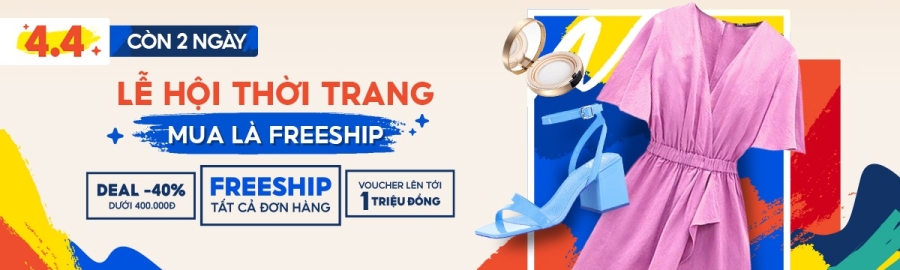 4.4
CÒN 2 NGÀY
LỄ HỘI THỜI TRANG
MUA LÀ FREESHIP
DEAL -40%
DƯỚI 400.000Đ
FREESHIP
TẤT CẢ ĐƠN HÀNG
VOUCHER LÊN TỚI
1 TRIỆU ĐỒNG